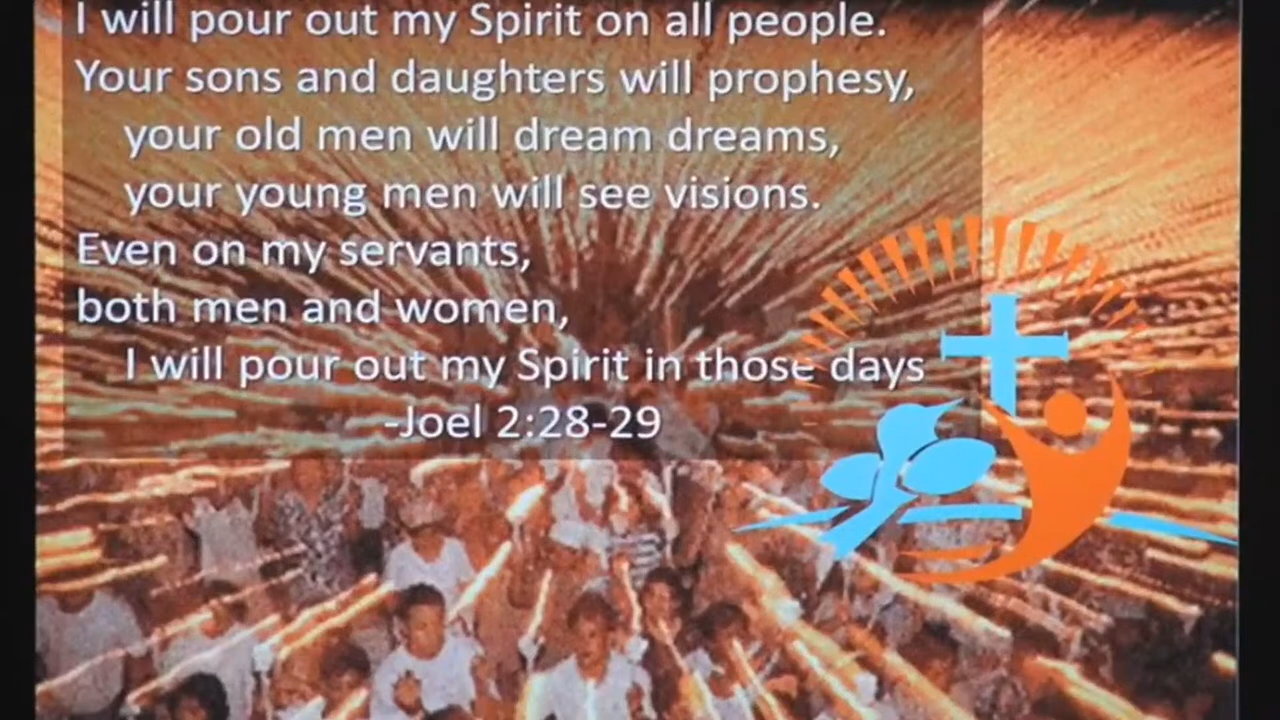 I will pour out my Spirit on all people.
Your sons and daughters will prophesy,
your old men will dream dreams,
your young men will see visions.
Even on my servants,
both men and women,
I will pour out my Spirit in those days
-Joel 2:28-29